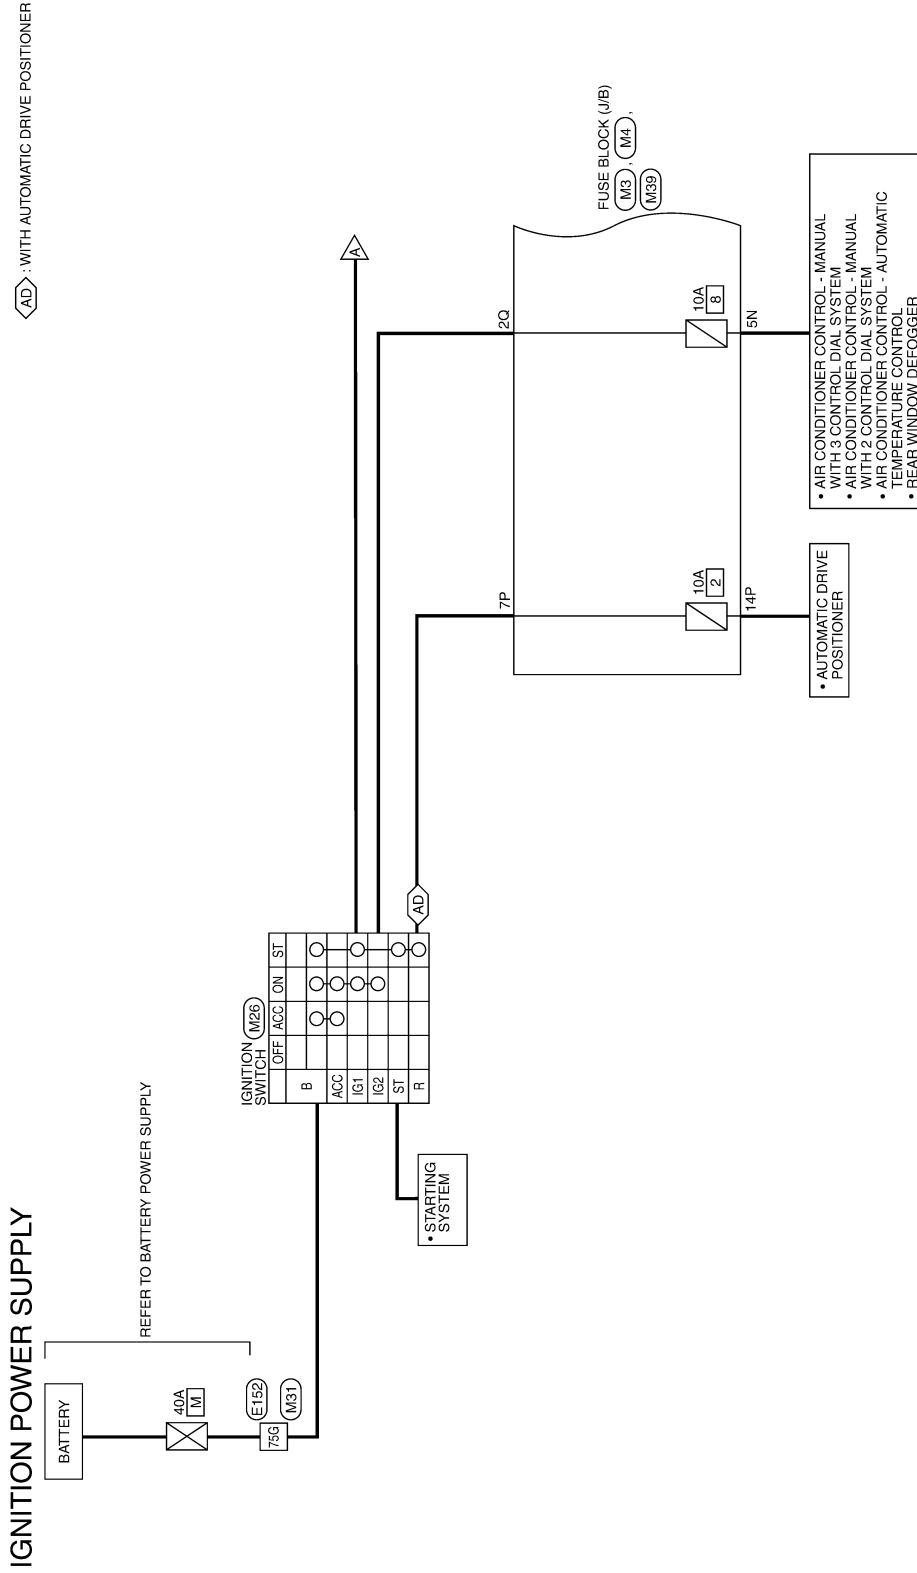 IGNITION POWER SUPPLY
AD : WITH AUTOMATIC DRIVE POSITIONER
BATTERY
REFER TO BATTERY POWER SUPPLY
40A
M
75G
E152
M31
IGNITION
SWITCH
M26
OFF ACC ON ST
B
ACC
IG1
IG2
ST
R
• STARTING
SYSTEM
AD
A
7P
2Q
FUSE BLOCK (J/B)
M3 , M4 ,
M39
10A
2
10A
8
14P
5N
• AUTOMATIC DRIVE
POSITIONER
• AIR CONDITIONER CONTROL - MANUAL
WITH 3 CONTROL DIAL SYSTEM
• AIR CONDITIONER CONTROL - MANUAL
WITH 2 CONTROL DIAL SYSTEM
• AIR CONDITIONER CONTROL - AUTOMATIC
TEMPERATURE CONTROL
• REAR WINDOW DEFOGGER